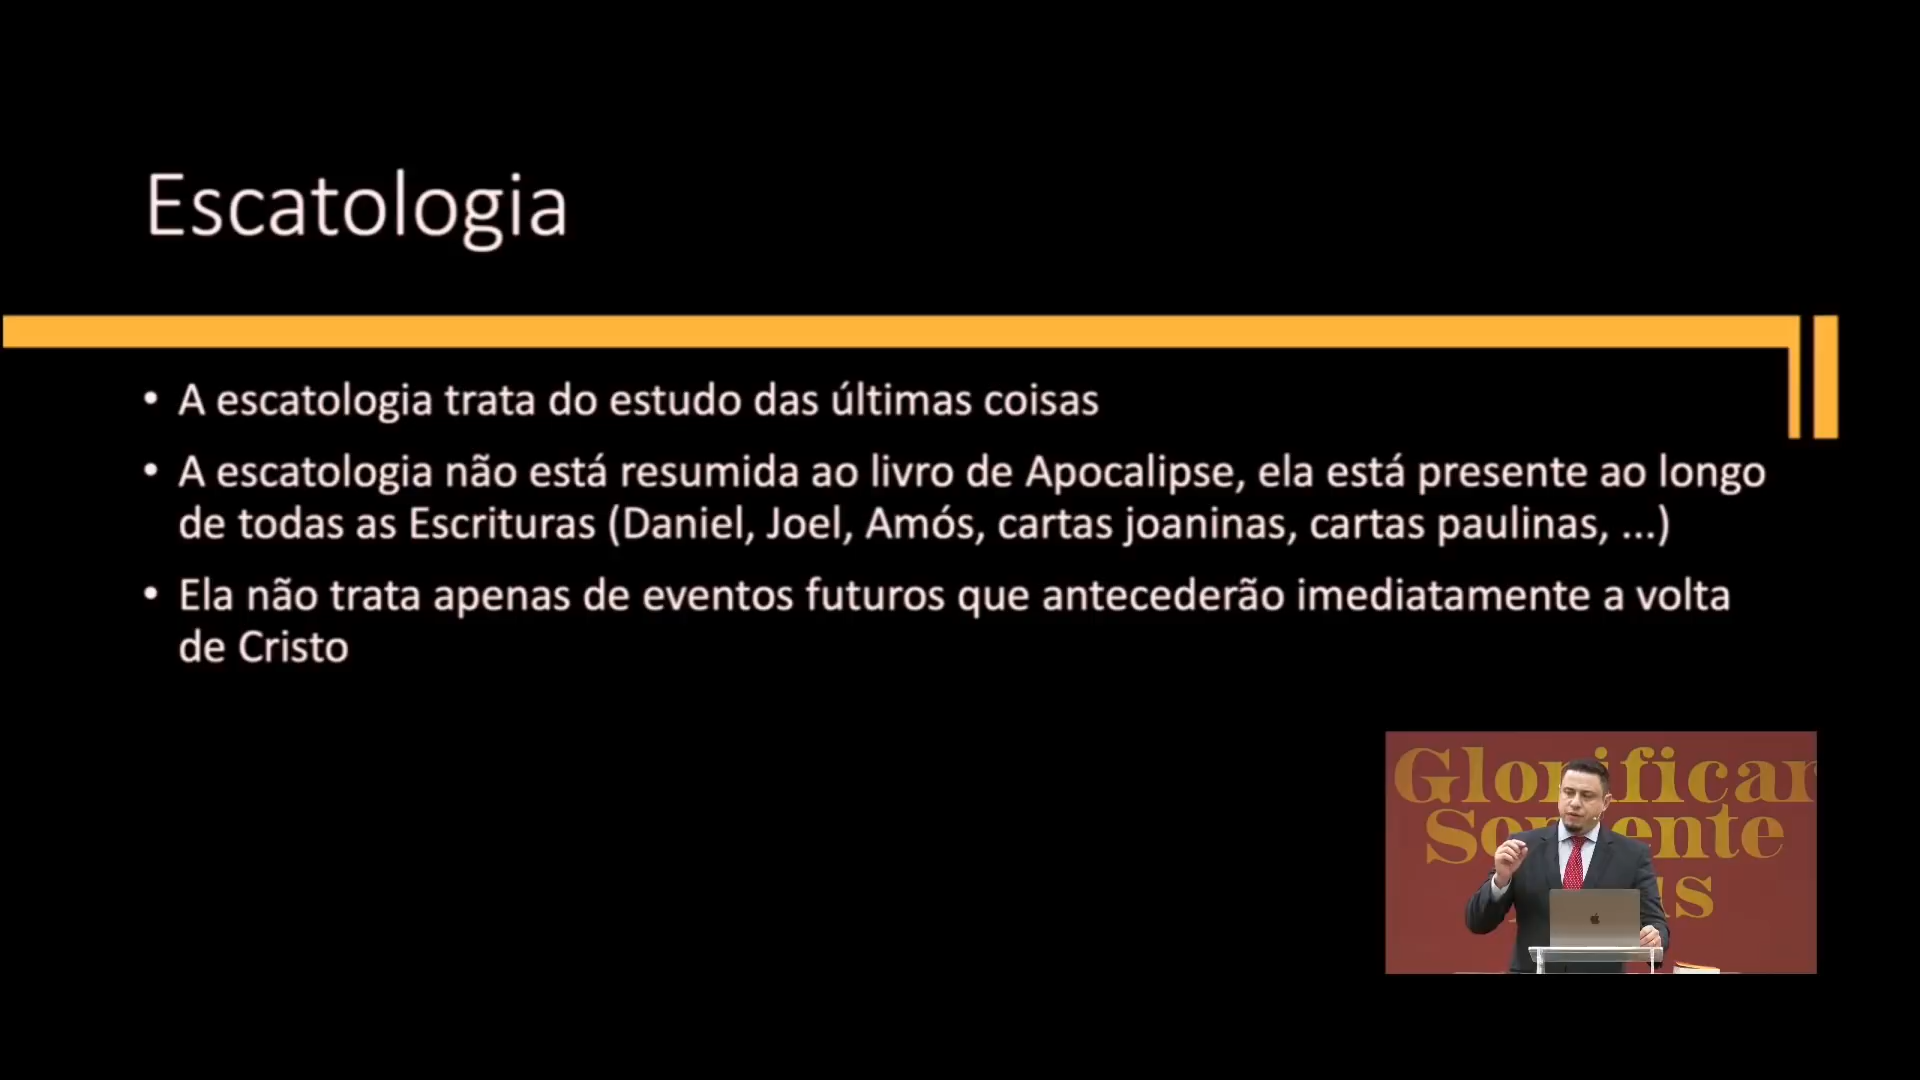 Escatologia
• A escatologia trata do estudo das últimas coisas
• A escatologia não está resumida ao livro de Apocalipse, ela está presente ao longo
de todas as Escrituras (Daniel, Joel, Amós, cartas joaninas, cartas paulinas, ...)
• Ela não trata apenas de eventos futuros que antecederão imediatamente a volta
de Cristo
Glorificar